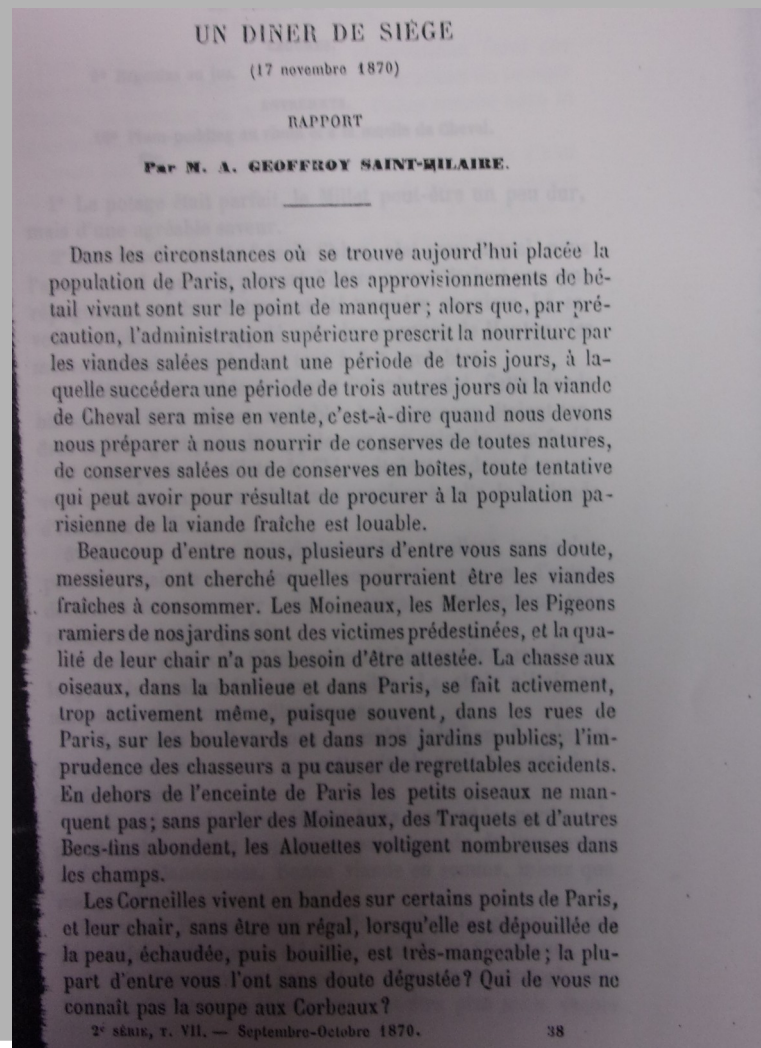 UN DINER DE SIÈGE
(17 novembre 1870)
RAPPORT
Par M. A. GEOFFROY SAINT-HILAIRE.
Dans les circonstances où se trouve aujourd'hui placée la
population de Paris, alors que les approvisionnements de bé-
tail vivant sont sur le point de manquer; alors que, par pré-
caution, l'administration supérieure prescrit la nourriture par
les viandes salées pendant une période de trois jours, à la-
quelle succédera une période de trois autres jours où la viande
de Cheval sera mise en vente, c'est-à-dire quand nous devons
nous préparer à nous nourrir de conserves de toutes natures,
de conserves salées ou de conserves en boîtes, toute tentative
qui peut avoir pour résultat de procurer à la population pa-
risienne de la viande fraîche est louable.
Beaucoup d'entre nous, plusieurs d'entre vous sans doute,
messieurs, ont cherché quelles pourraient être les viandes
fraîches à consommer. Les Moineaux, les Merles, les Pigeons
ramiers de nos jardins sont des victimes prédestinées, et la qua-
lité de leur chair n'a pas besoin d'être attestée. La chasse aux
oiseaux, dans la banlieue et dans Paris, se fait activement,
trop activement même, puisque souvent, dans les rues de
Paris, sur les boulevards et dans nos jardins publics; l'im-
prudence des chasseurs a pu causer de regrettables accidents.
En dehors de l'enceinte de Paris les petits oiseaux ne man-
quent pas; sans parler des Moineaux, des Traquets et d'autres
Becs-fins abondent, les Alouettes voltigent nombreuses dans
les champs.
Les Corneilles vivent en bandes sur certains points de Paris,
et leur chair, sans être un régal, lorsqu'elle est dépouillée de
la peau, échaudée, puis bouillie, est très-mangeable; la plu-
part d'entre vous l'ont sans doute dégustée? Qui de vous ne
connaît pas la soupe aux Corbeaux?
2e SÉRIE, T. VII. — Septembre-Octobre 1870. 38